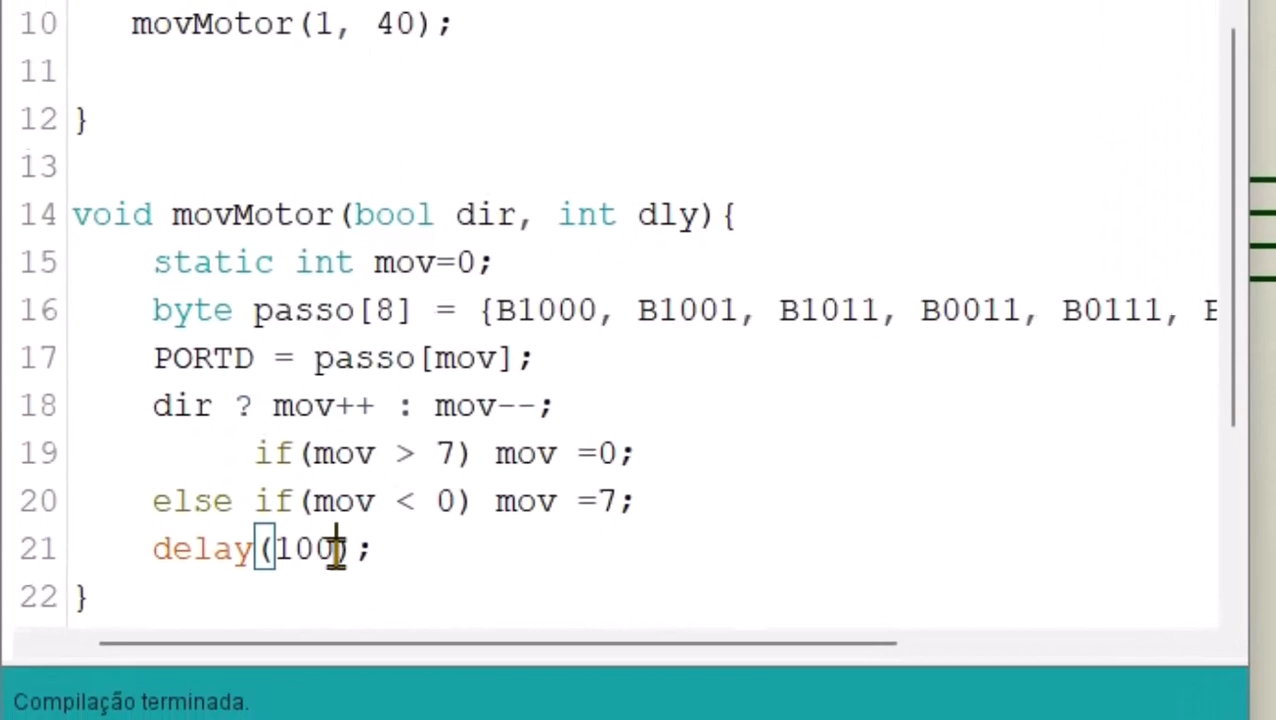 10 movMotor(1, 40);
11
12 }
13
14 void movMotor(bool dir, int dly){
15 static int mov=0;
16 byte passo[8] = {B1000, B1001, B1011, B0011, B0111,
17 PORTD = passo[mov];
18 dir ? mov++ : mov--;
19 if(mov > 7) mov =0;
20 else if(mov < 0) mov =7;
21 delay(100);
22 }
Compilação terminada.